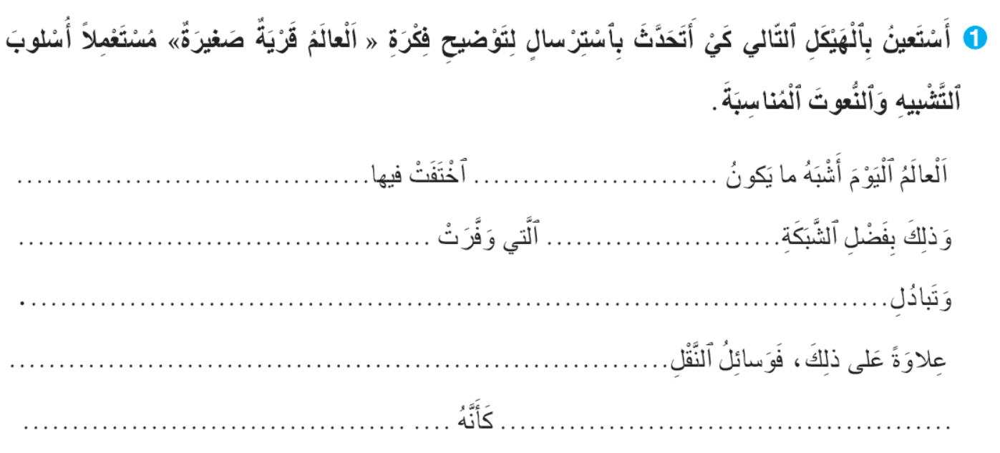 1 أَسْتَعينُ بِٱلْهَيْكَلِ ٱلتّالي كَيْ أَتَحَدَّثَ بِٱسْتِرْسالٍ لِتَوْضيحِ فِكْرَةِ « اَلْعالَمُ قَرْيَةٌ صَغيرَةٌ» مُسْتَعْمِلاً أُسْلوبَ
ٱلتَّشْبيهِ وَٱلنُّعوتَ ٱلْمُناسِبَةَ.
اَلْعالَمُ ٱلْيَوْمَ أَشْبَهُ ما يَكونُ ......................... ٱخْتَفَتْ فيها....................................
وَذلِكَ بِفَضْلِ ٱلشَّبَكَةِ........................ ٱلَّتي وَفَّرَتْ ..........................................
وَتَبادُلِ........................................................................................
عِلاوَةً عَلى ذلِكَ، فَوَسائِلُ ٱلنَّقْلِ....................................................................
............................................... كَأَنَّهُ .... .......................................